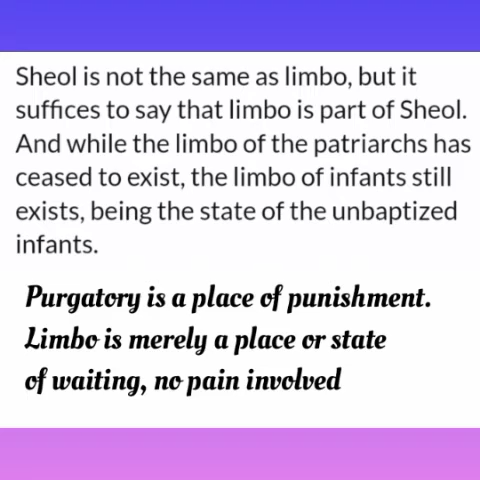 Sheol is not the same as limbo, but it
suffices to say that limbo is part of Sheol.
And while the limbo of the patriarchs has
ceased to exist, the limbo of infants still
exists, being the state of the unbaptized
infants.
Purgatory is a place of punishment.
Limbo is merely a place or state
of waiting, no pain involved